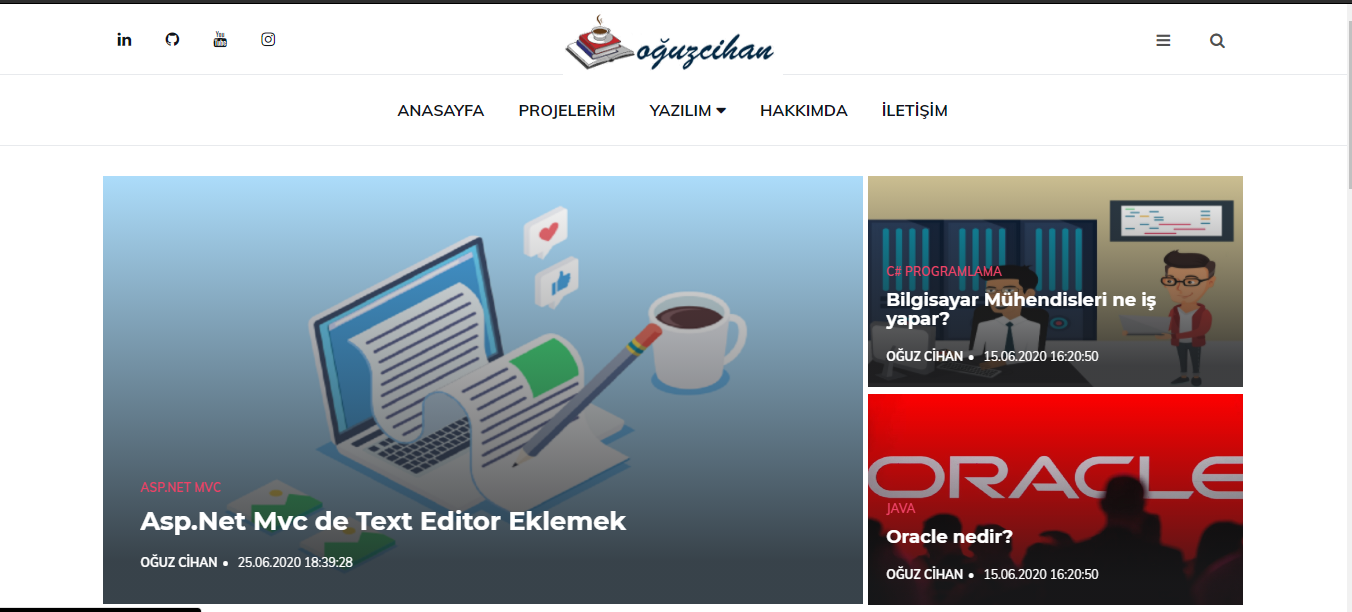 oğuzcihan
ANASAYFA PROJELERİM YAZILIM HAKKIMDA İLETİŞİM
ASP.NET MVC
Asp.Net Mvc de Text Editor Eklemek
OĞUZ CİHAN • 25.06.2020 18:39:28
C# PROGRAMLAMA
Bilgisayar Mühendisleri ne iş
yapar?
OĞUZ CİHAN • 15.06.2020 16:20:50
ORACLE
JAVA
Oracle nedir?
OĞUZ CİHAN • 15.06.2020 16:20:50